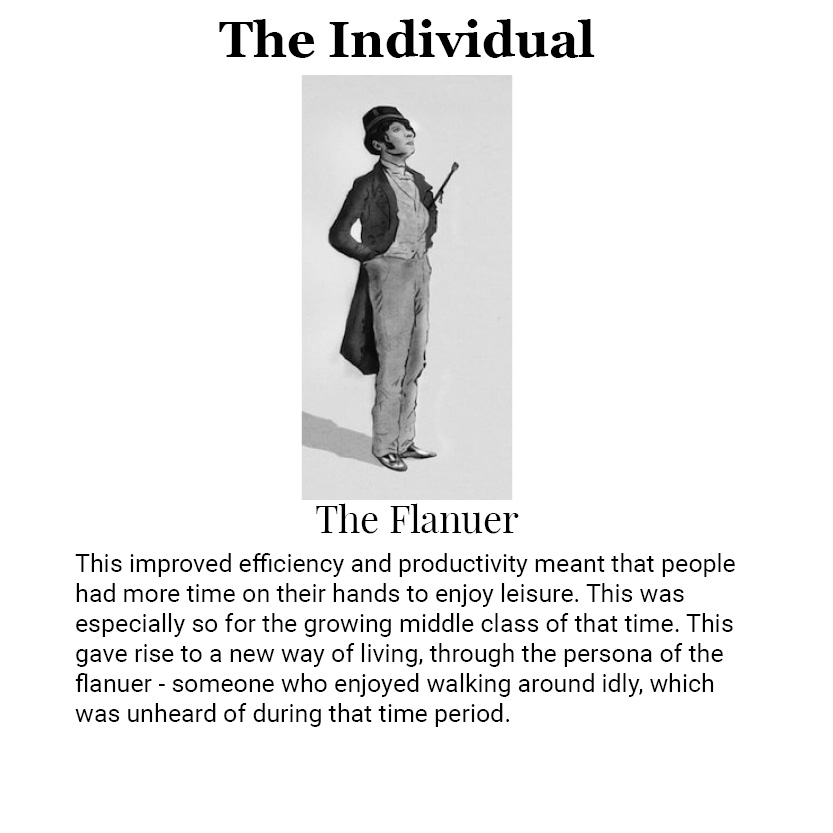 The Individual
The Flanuer
This improved efficiency and productivity meant that people
had more time on their hands to enjoy leisure. This was
especially so for the growing middle class of that time. This
gave rise to a new way of living, through the persona of the
flanuer - someone who enjoyed walking around idly, which
was unheard of during that time period.